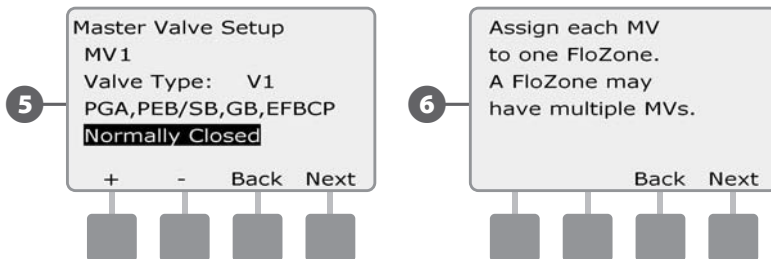 5
Master Valve Setup
MV1
Valve Type: V1
PGA,PEB/SB,GB,EFBCP
Normally Closed
+ - Back Next
6
Assign each MV
to one FloZone.
A FloZone may
have multiple MVs.
Back Next